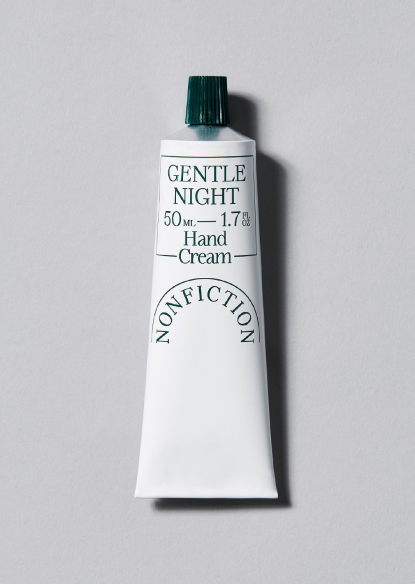 GENTLE
NIGHT
50 ML — 1.7 FL OZ
Hand
Cream
NONFICTION